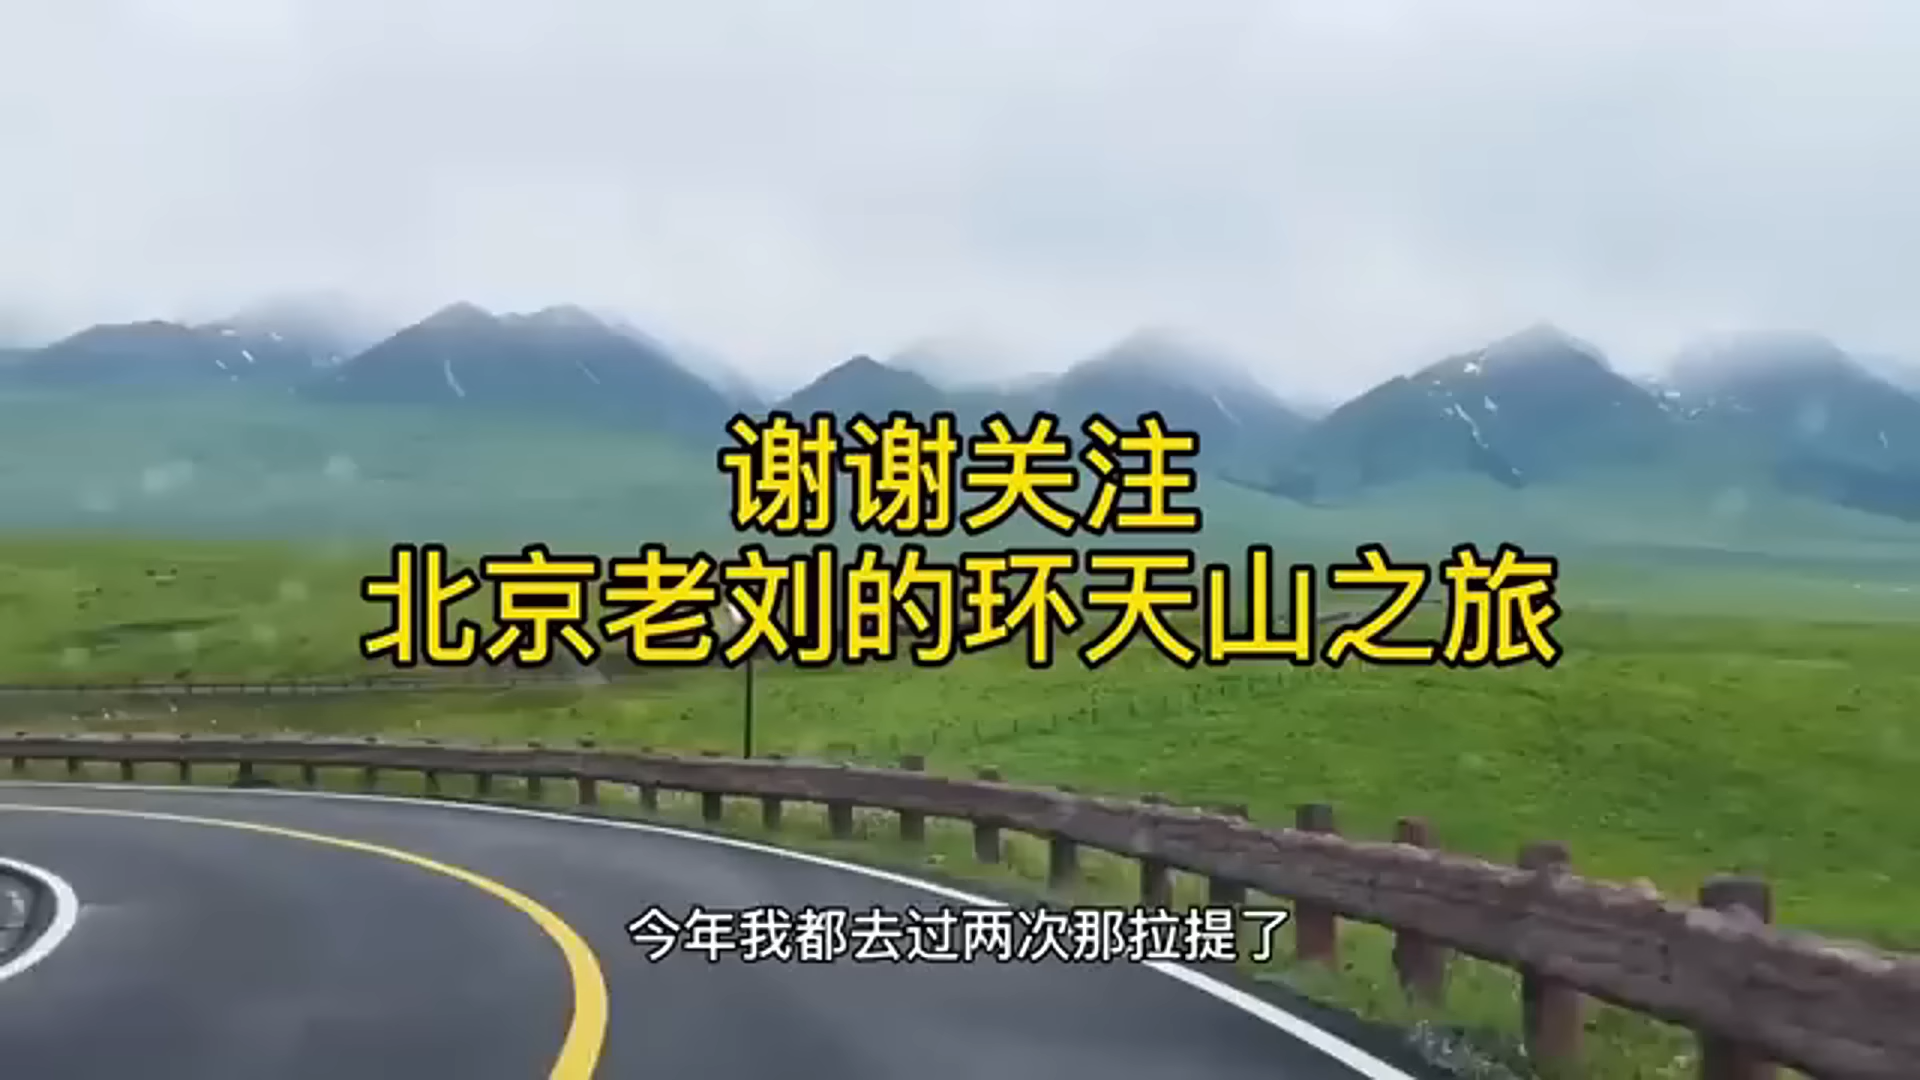 谢谢关注
北京老刘的环天山之旅
今年我都去过两次那拉提了